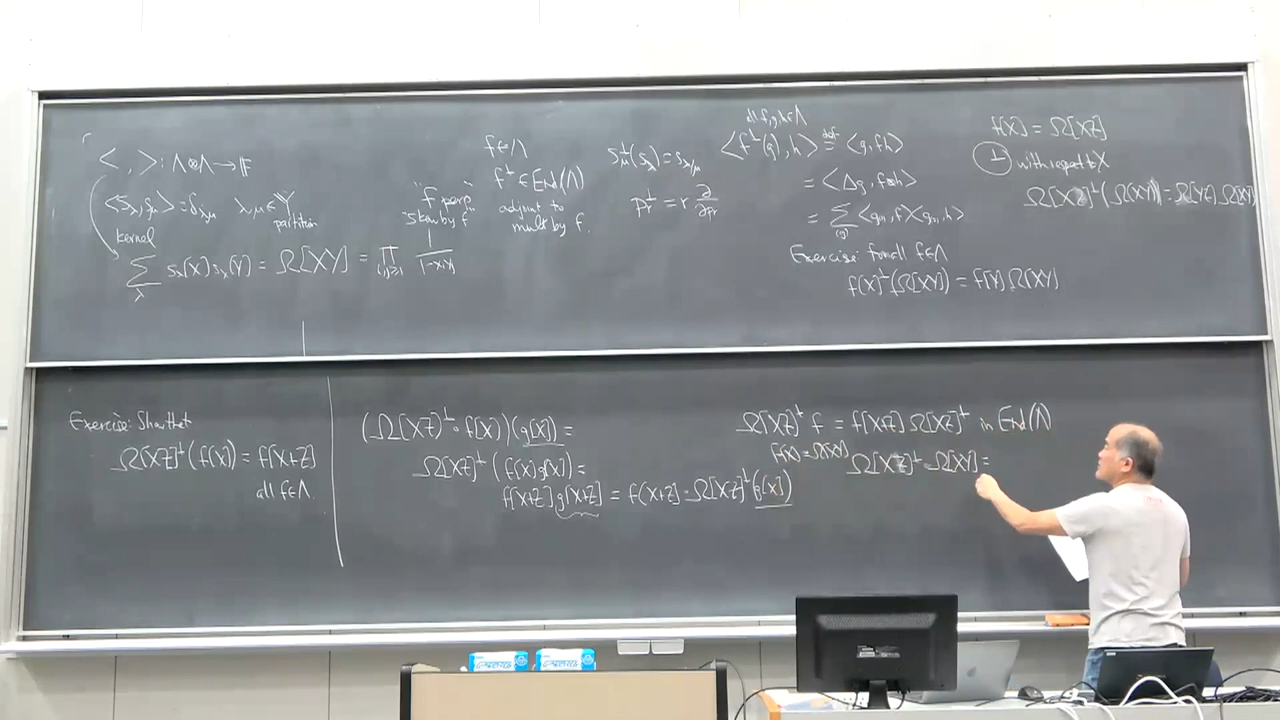 < , > : Λ⊗Λ → 𝔽
<s_λ, s_μ> = δ_λμ λ,μ ∈ Y
partition
kernel
Σ_λ s_λ[X] s_λ[Y] = Ω[XY] = ∏_{i,j≥1} 1/(1-x_i y_j)
"f perp"
"skew by f"
f ∈ Λ
f^⊥ ∈ End(Λ)
adjoint to
mult by f.
s_μ^⊥(s_λ) = s_λ/μ
p_r^⊥ = r ∂/∂p_r
all f,g,h ∈ Λ
<f^⊥(g), h> def= <g, fh>
= <Δg, f⊗h>
= Σ_(g) <g_(1), f><g_(2), h>
Exercise: for all f ∈ Λ
f[X]^⊥(Ω[XY]) = f[Y] Ω[XY]
f[X] = Ω[XZ]
⊥ with respect to X
Ω[XZ]^⊥(Ω[XY]) = Ω[YZ] Ω[XY]
Exercise: Show that
Ω[XZ]^⊥(f[X]) = f[X+Z]
all f ∈ Λ.
(Ω[XZ]^⊥ ∘ f[X])(g[X]) =
Ω[XZ]^⊥(f[X]g[X]) =
f[X+Z] g[X+Z] = f[X+Z] · Ω[XZ]^⊥(g[X])
Ω[XZ]^⊥ f = f[X+Z] Ω[XZ]^⊥ in End(Λ)
f[X] = Ω[XY] Ω[XZ]^⊥ · Ω[XY] =